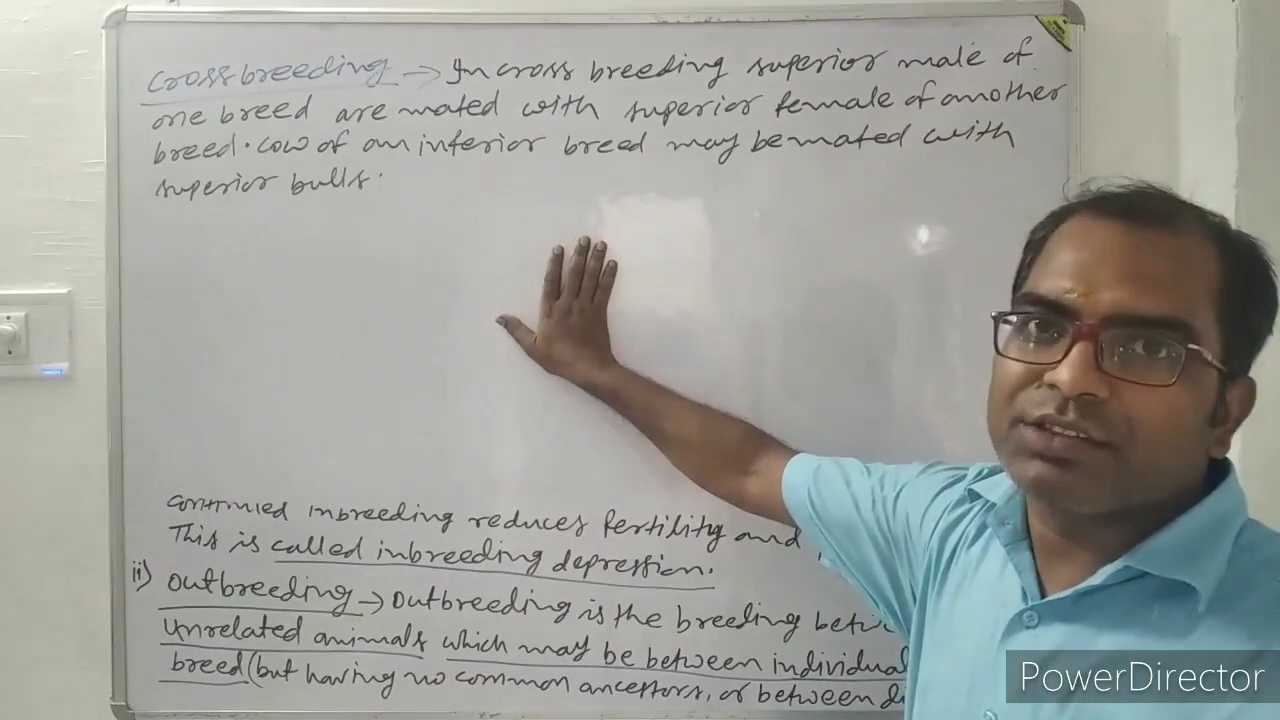 Crossbreeding → In cross breeding superior male of
one breed are mated with superior female of another
breed. Cow of an inferior breed may be mated with
superior bulls.
continued inbreeding reduces fertility and
This is called inbreeding depression.
ii) Outbreeding → Outbreeding is the breeding
unrelated animals which may be between individual
breed (but having no common ancestors, or between
PowerDirector